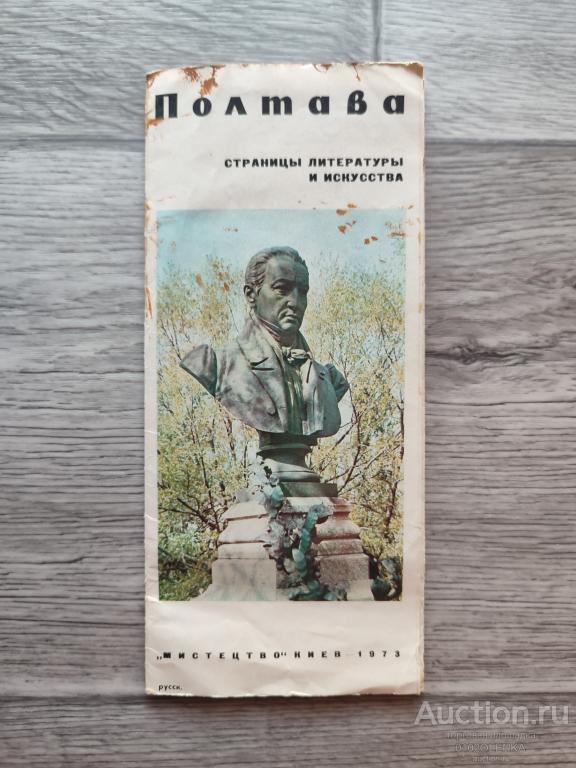 Полтава
СТРАНИЦЫ ЛИТЕРАТУРЫ
И ИСКУССТВА
„МИСТЕЦТВО“ КИЕВ — 1973
русск.
Auction.ru